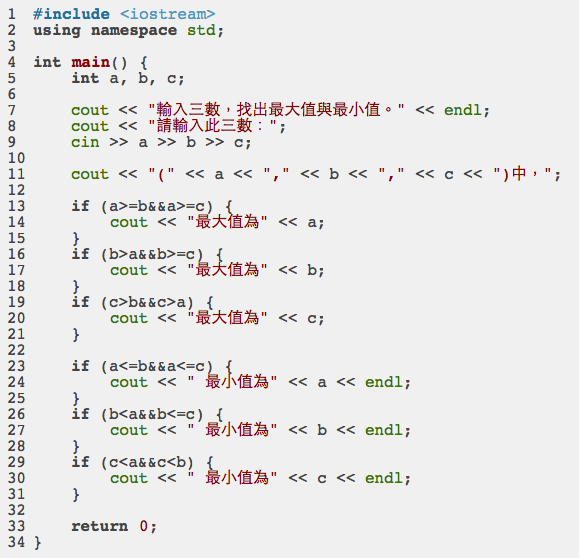 1 #include <iostream>
2 using namespace std;
3
4 int main() {
5     int a, b, c;
6
7     cout << "輸入三數，找出最大值與最小值。" << endl;
8     cout << "請輸入此三數：";
9     cin >> a >> b >> c;
10
11     cout << "(" << a << "," << b << "," << c << ")中，";
12
13     if (a>=b&&a>=c) {
14         cout << "最大值為" << a;
15     }
16     if (b>a&&b>=c) {
17         cout << "最大值為" << b;
18     }
19     if (c>b&&c>a) {
20         cout << "最大值為" << c;
21     }
22
23     if (a<=b&&a<=c) {
24         cout << " 最小值為" << a << endl;
25     }
26     if (b<a&&b<=c) {
27         cout << " 最小值為" << b << endl;
28     }
29     if (c<a&&c<b) {
30         cout << " 最小值為" << c << endl;
31     }
32
33     return 0;
34 }